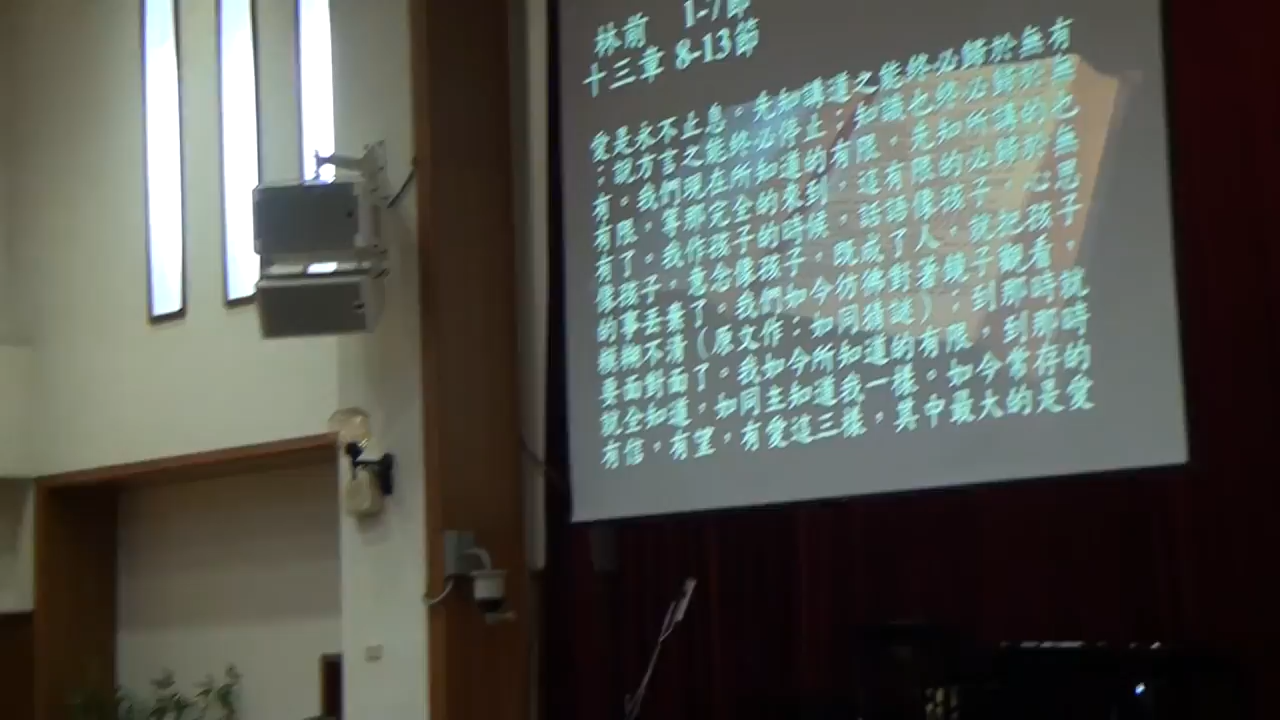 林前 1-7節
十三章 8-13節
愛是永不止息。先知講道之能終必歸於無有
;說方言之能終必停止;知識也終必歸於無
有。我們現在所知道的有限,先知所講的也
有限,等那完全的來到,這有限的必歸於無
有了。我作孩子的時候,話語像孩子,心思
像孩子,意念像孩子,既成了人,就把孩子
的事丟棄了。我們如今彷彿對著鏡子觀看,
模糊不清(原文作:如同猜謎);到那時就
要面對面了。我如今所知道的有限,到那時
就全知道,如同主知道我一樣。如今常存的
有信,有望,有愛這三樣,其中最大的是愛